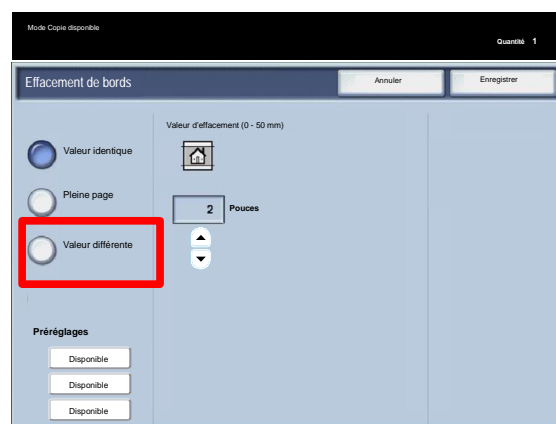 Mode Copie disponible
Quantité 1
Effacement de bords
Annuler
Enregistrer
Valeur d'effacement (0 - 50 mm)
Valeur identique
Pleine page
2 Pouces
Valeur différente
Préréglages
Disponible
Disponible
Disponible